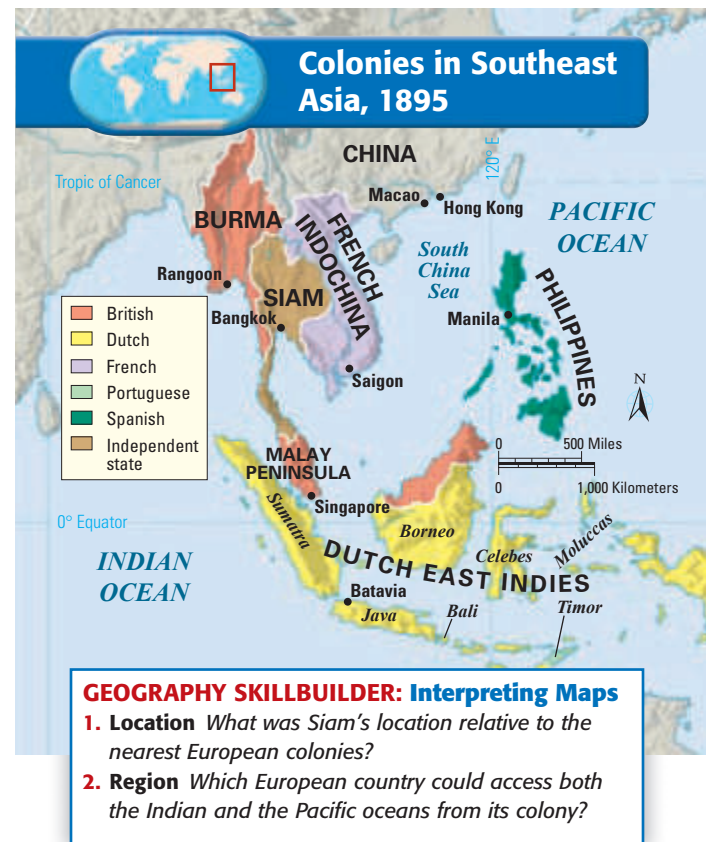 Colonies in Southeast
Asia, 1895
CHINA
120° E
Tropic of Cancer
Macao
Hong Kong
PACIFIC
OCEAN
BURMA
FRENCH
INDOCHINA
South
China
Sea
Rangoon
SIAM
PHILIPPINES
Bangkok
Manila
British
Dutch
French
Portuguese
Spanish
Independent
state
Saigon
N
0 500 Miles
0 1,000 Kilometers
MALAY
PENINSULA
Singapore
Sumatra
0° Equator
Borneo
Celebes
Moluccas
INDIAN
OCEAN
DUTCH EAST INDIES
Batavia
Java
Bali
Timor
GEOGRAPHY SKILLBUILDER: Interpreting Maps
1. Location What was Siam’s location relative to the
nearest European colonies?
2. Region Which European country could access both
the Indian and the Pacific oceans from its colony?